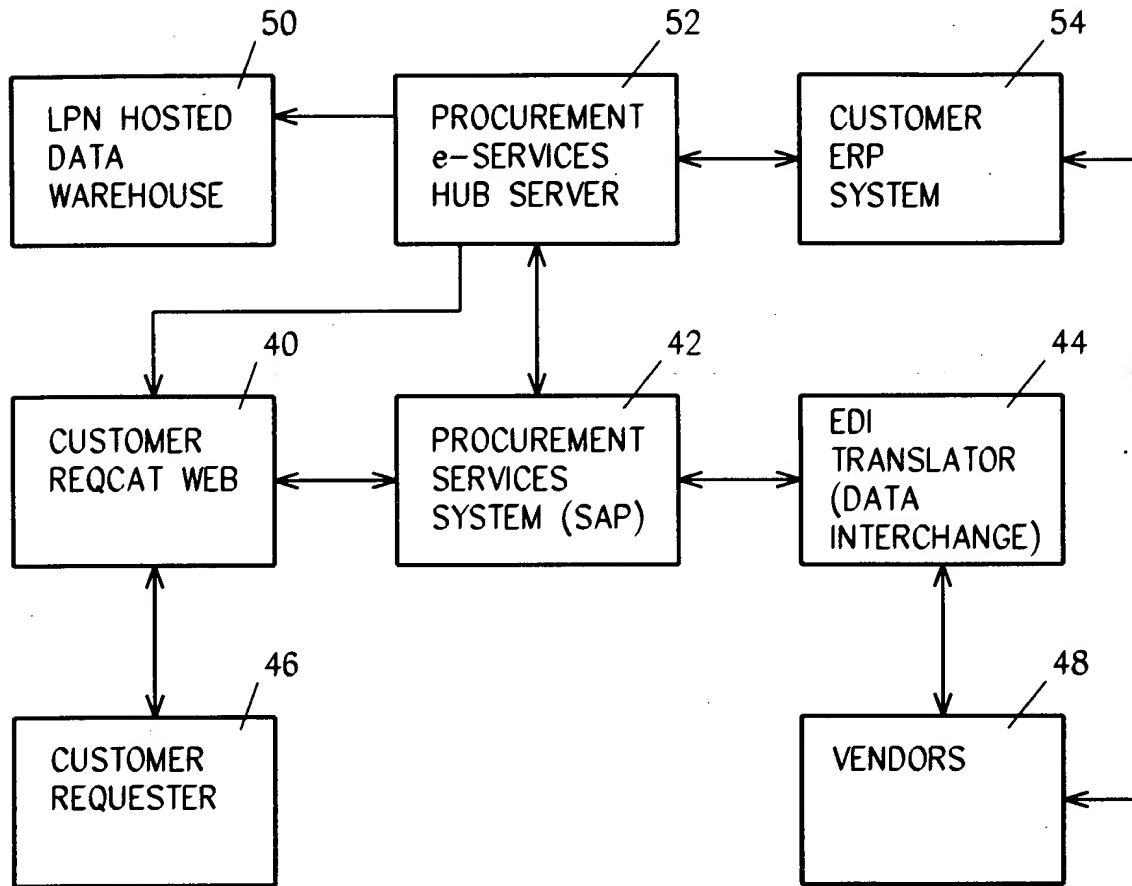 50
52
54
LPN HOSTED
DATA
WAREHOUSE
PROCUREMENT
e-SERVICES
HUB SERVER
CUSTOMER
ERP
SYSTEM
40
42
44
CUSTOMER
REQCAT WEB
PROCUREMENT
SERVICES
SYSTEM (SAP)
EDI
TRANSLATOR
(DATA
INTERCHANGE)
46
48
CUSTOMER
REQUESTER
VENDORS